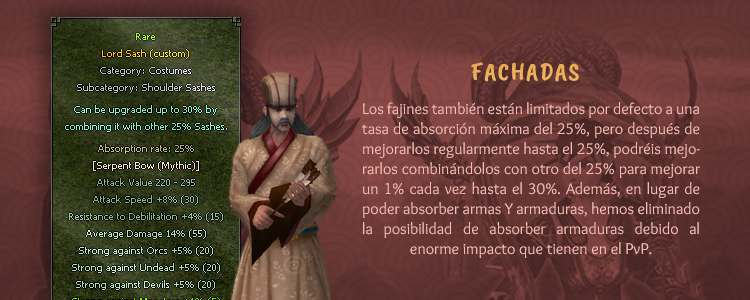 Rare
Lord Sash (custom)
Category: Costumes
Subcategory: Shoulder Sashes
Can be upgraded up to 30% by
combining it with other 25% Sashes.
Absorption rate: 25%
[Serpent Bow (Mythic)]
Attack Value 220 - 295
Attack Speed +8% (30)
Resistance to Debilitation +4% (15)
Average Damage 14% (55)
Strong against Orcs +5% (20)
Strong against Undead +5% (20)
Strong against Devils +5% (20)
FACHADAS
Los fajines también están limitados por defecto a una
tasa de absorción máxima del 25%, pero después de
mejorarlos regularmente hasta el 25%, podréis mejo-
rarlos combinándolos con otro del 25% para mejorar
un 1% cada vez hasta el 30%. Además, en lugar de
poder absorber armas Y armaduras, hemos eliminado
la posibilidad de absorber armaduras debido al
enorme impacto que tienen en el PvP.